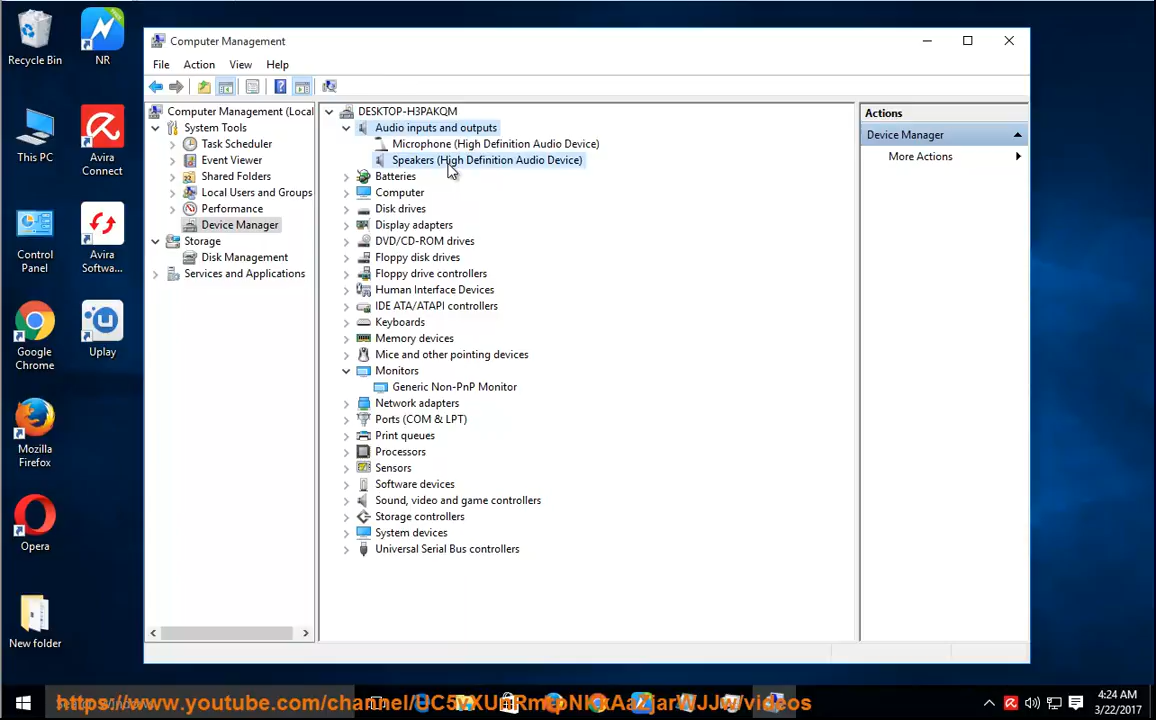 Recycle Bin
NR
This PC
Avira
Connect
Control
Panel
Avira
Softwa...
Google
Chrome
Uplay
Mozilla
Firefox
Opera
New folder
Computer Management
File Action View Help
Computer Management (Local
System Tools
Task Scheduler
Event Viewer
Shared Folders
Local Users and Groups
Performance
Device Manager
Storage
Disk Management
Services and Applications
DESKTOP-H3PAKQM
Audio inputs and outputs
Microphone (High Definition Audio Device)
Speakers (High Definition Audio Device)
Batteries
Computer
Disk drives
Display adapters
DVD/CD-ROM drives
Floppy disk drives
Floppy drive controllers
Human Interface Devices
IDE ATA/ATAPI controllers
Keyboards
Memory devices
Mice and other pointing devices
Monitors
Generic Non-PnP Monitor
Network adapters
Ports (COM & LPT)
Print queues
Processors
Sensors
Software devices
Sound, video and game controllers
Storage controllers
System devices
Universal Serial Bus controllers
Actions
Device Manager
More Actions
4:24 AM
3/22/2017